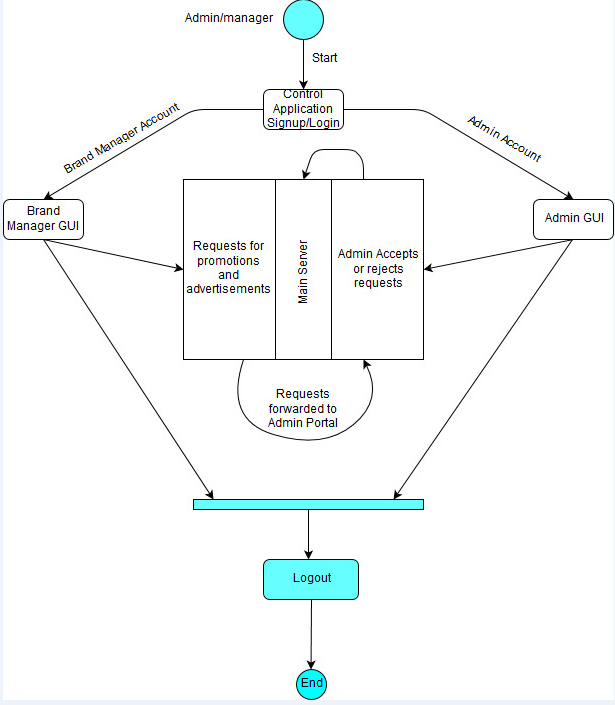 Admin/manager
Start
Control
Application
Signup/Login
Brand Manager Account
Admin Account
Brand
Manager GUI
Admin GUI
Requests for
promotions
and
advertisements
Main Server
Admin Accepts
or rejects
requests
Requests
forwarded to
Admin Portal
Logout
End